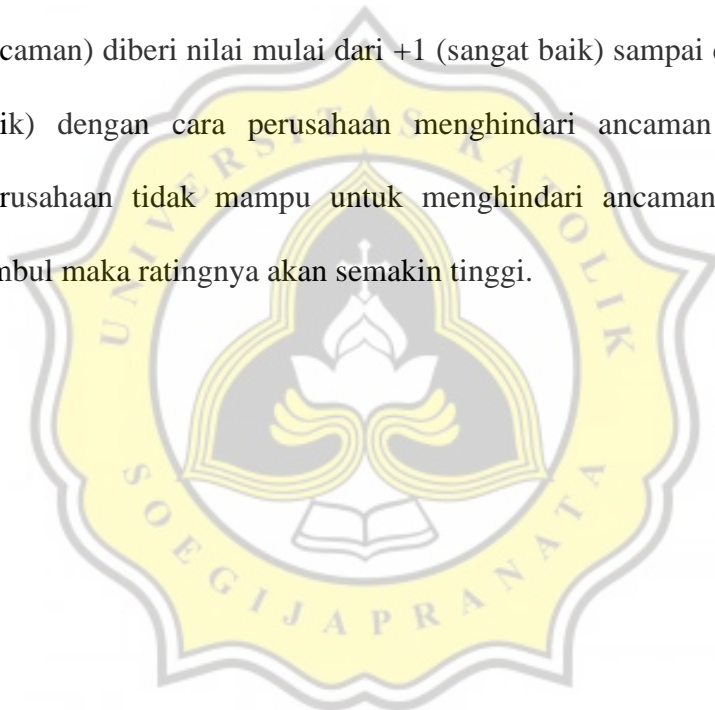 caman) diberi nilai mulai dari +1 (sangat baik) sampai
ik) dengan cara perusahaan menghindari ancaman
rusahaan tidak mampu untuk menghindari ancaman
mbul maka ratingnya akan semakin tinggi.
UNIVERSITAS KATOLIK
SOEGIJAPRANATA